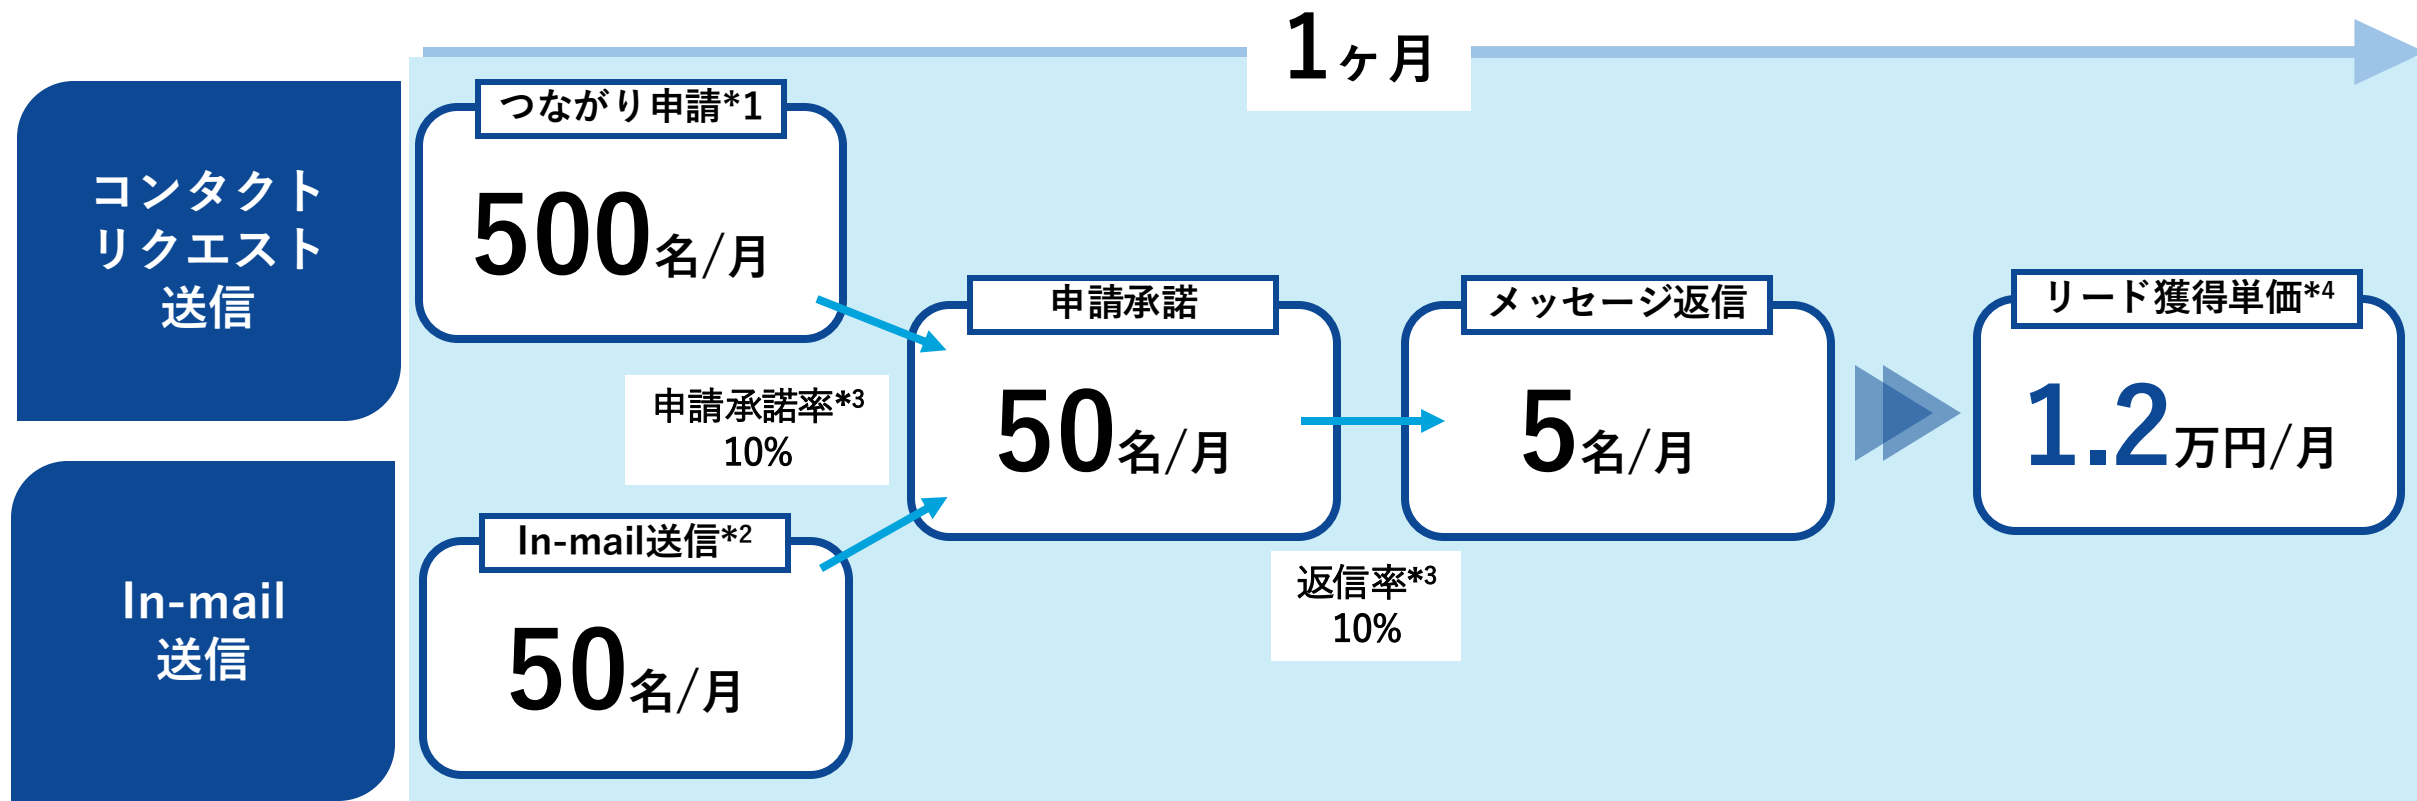 1ヶ月
コンタクト
リクエスト
送信
つながり申請*1
500名/月
申請承諾率*3
10%
申請承諾
50名/月
メッセージ返信
5名/月
リード獲得単価*4
1.2万円/月
返信率*3
10%
In-mail
送信
In-mail送信*2
50名/月